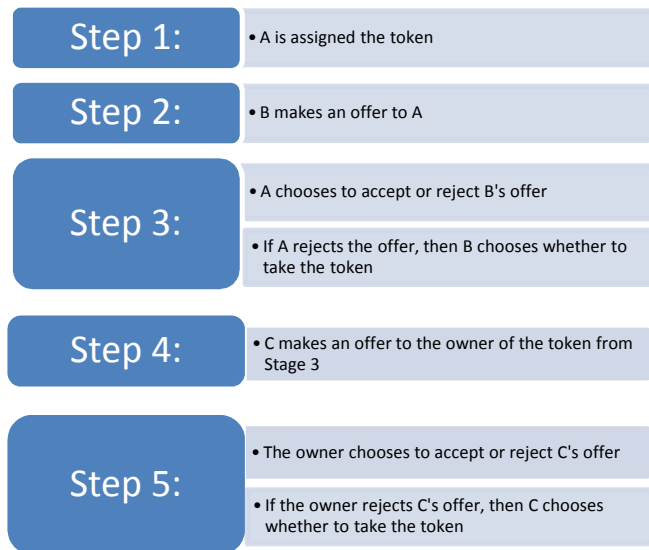 Step 1:
• A is assigned the token
Step 2:
• B makes an offer to A
Step 3:
• A chooses to accept or reject B's offer
• If A rejects the offer, then B chooses whether to
take the token
Step 4:
• C makes an offer to the owner of the token from
Stage 3
Step 5:
• The owner chooses to accept or reject C's offer
• If the owner rejects C's offer, then C chooses
whether to take the token